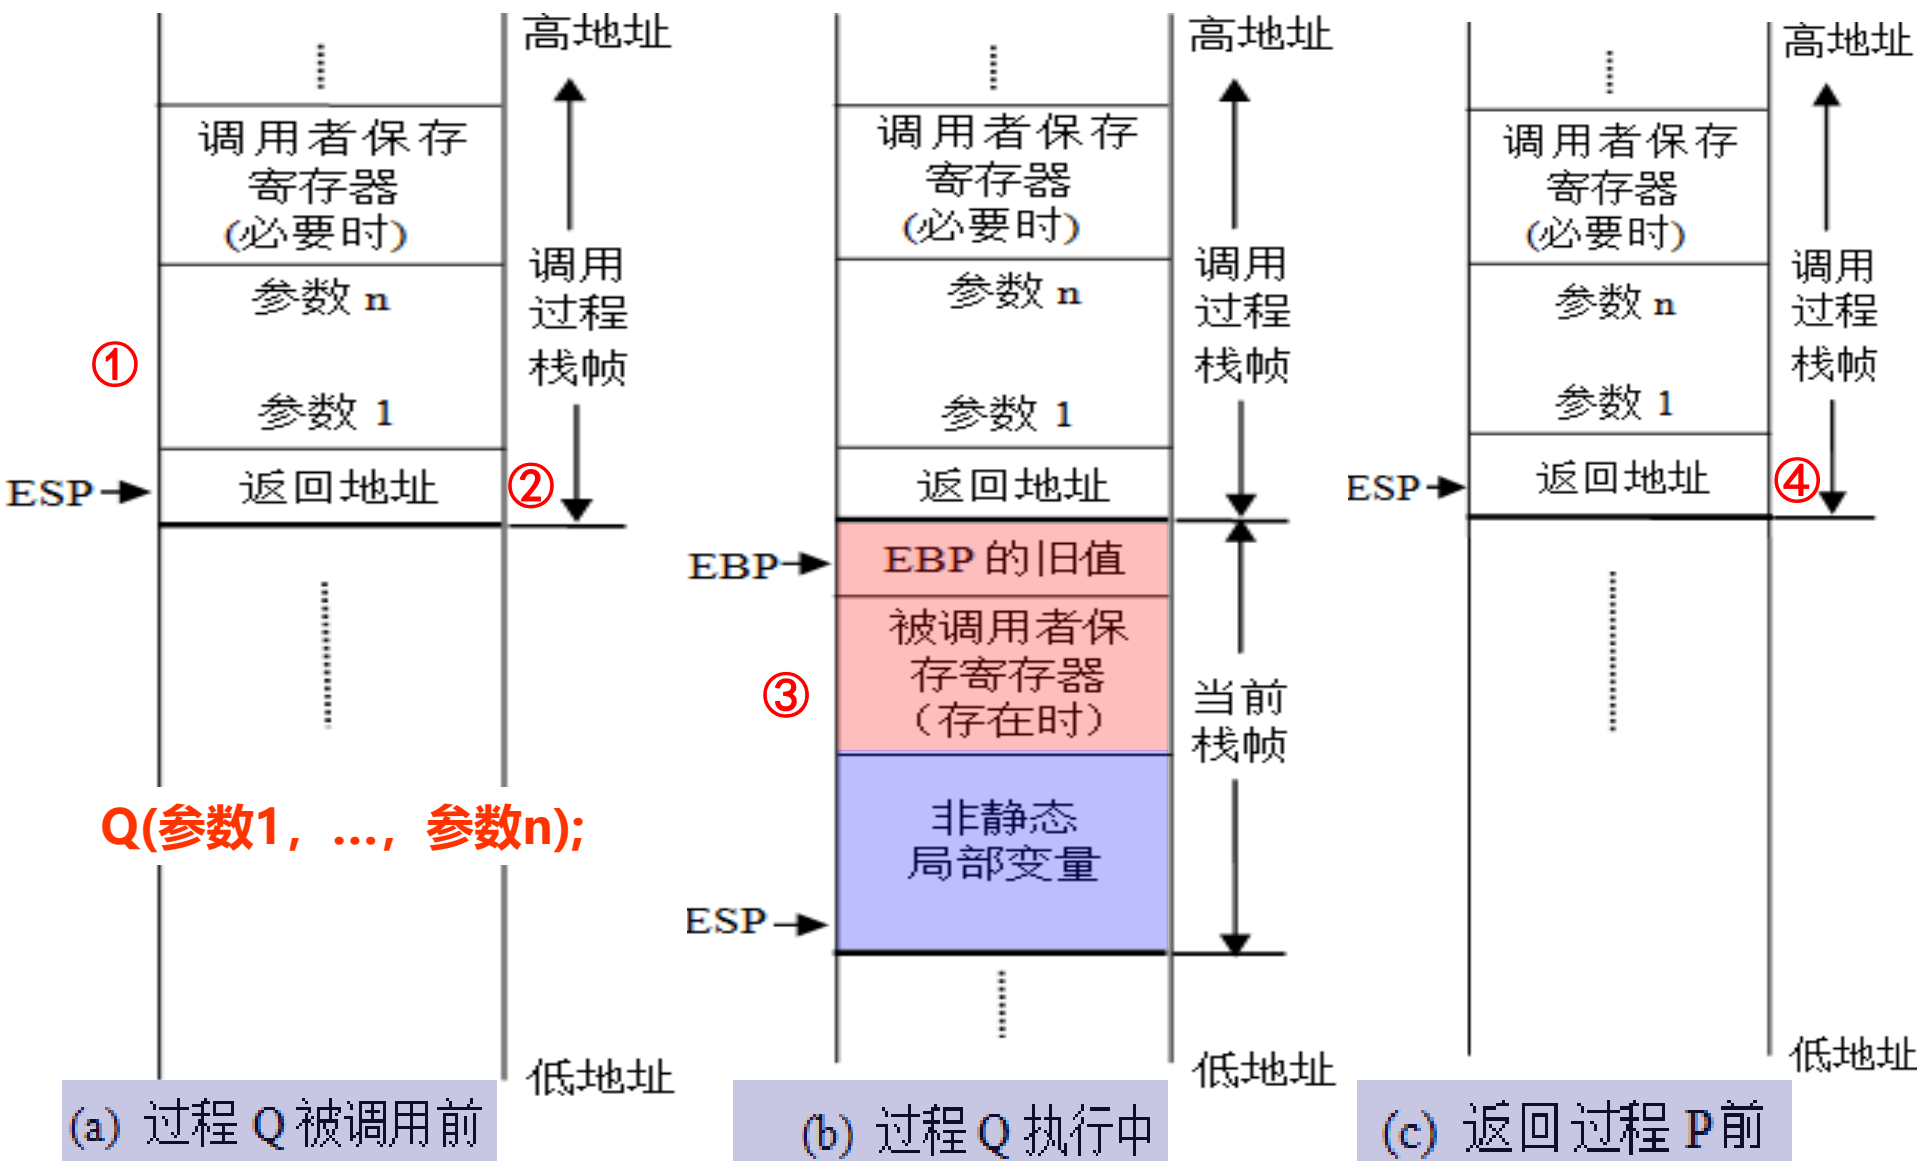 高地址
调用者保存
寄存器
(必要时)
参数 n
调用
过程
栈帧
①
参数 1
ESP
返回地址
②
Q(参数1，…，参数n);
低地址
(a) 过程 Q 被调用前
高地址
调用者保存
寄存器
(必要时)
参数 n
调用
过程
栈帧
参数 1
返回地址
EBP
EBP 的旧值
被调用者保
存寄存器
（存在时）
③
当前
栈帧
非静态
局部变量
ESP
低地址
(b) 过程 Q 执行中
高地址
调用者保存
寄存器
(必要时)
参数 n
调用
过程
栈帧
参数 1
ESP
返回地址
④
低地址
(c) 返回过程 P前